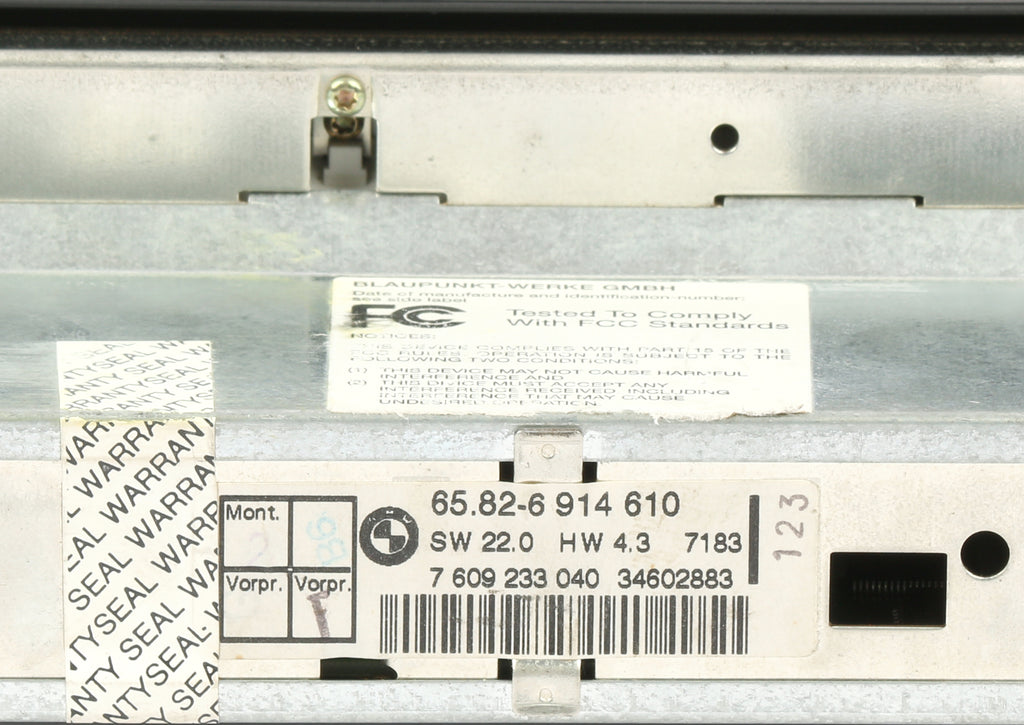 BLAUPUNKT-WERKE GMBH
Date of manufacture and identification number:
see side label
FC Tested To Comply
With FCC Standards
NOTICES:
DEVICE COMPLIES WITH PART 15 OF THE
FCC RULES. OPERATION IS SUBJECT TO THE
FOLLOWING TWO CONDITIONS:
(1) THIS DEVICE MAY NOT CAUSE HARMFUL
INTERFERENCE AND
(2) THIS DEVICE MUST ACCEPT ANY
INTERFERENCE RECEIVED INCLUDING
INTERFERENCE THAT MAY CAUSE
UNDESIRED OPERATION
WARRANTY SEAL WARRANTY SEAL
Mont.
Vorpr. Vorpr.
BMW
65.82-6 914 610
SW 22.0 HW 4.3 7183
7 609 233 040 34602883
123